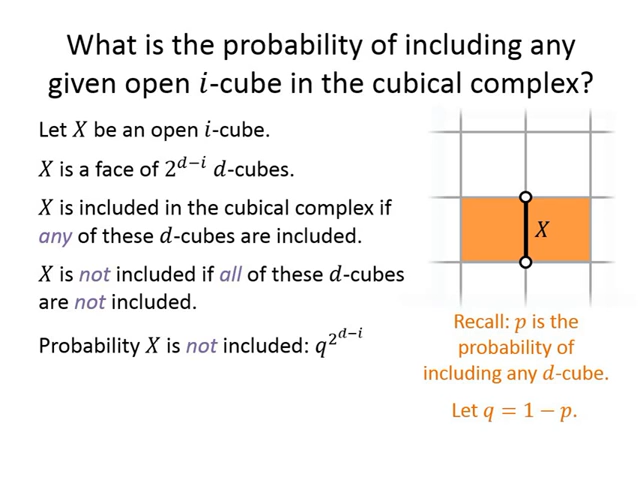 What is the probability of including any
given open 𝑖-cube in the cubical complex?
Let 𝑋 be an open 𝑖-cube.
𝑋 is a face of 2^{𝑑−𝑖} 𝑑-cubes.
𝑋 is included in the cubical complex if
any of these 𝑑-cubes are included.
𝑋 is not included if all of these 𝑑-cubes
are not included.
Probability 𝑋 is not included: 𝑞^{2^{𝑑−𝑖}}
𝑋
Recall: 𝑝 is the
probability of
including any 𝑑-cube.
Let 𝑞 = 1 − 𝑝.